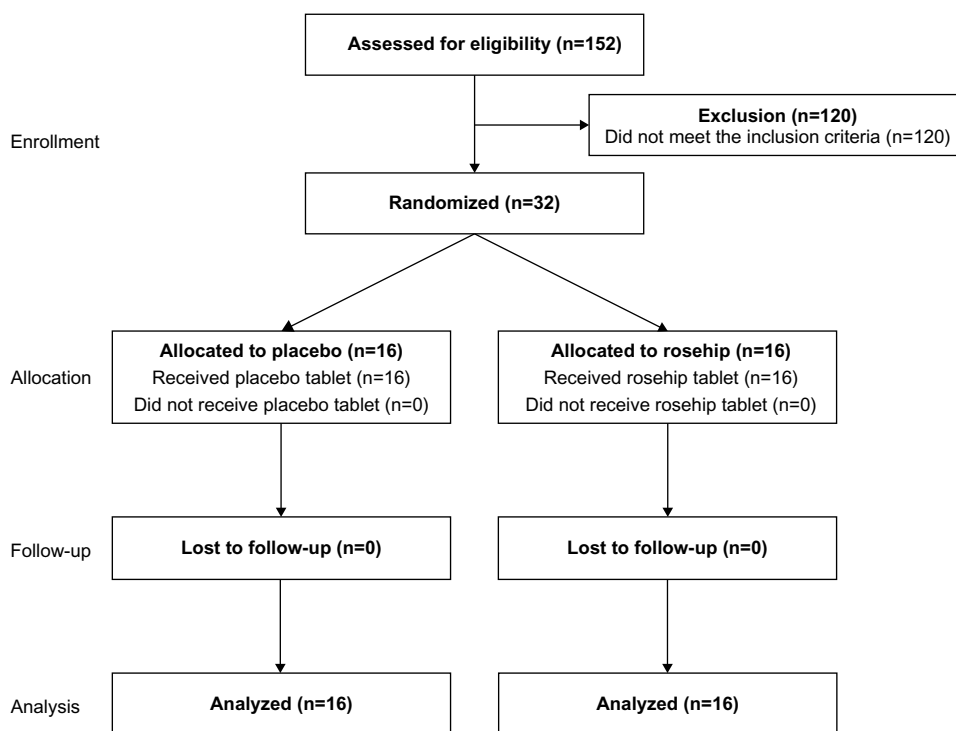 Assessed for eligibility (n=152)
Enrollment
Exclusion (n=120)
Did not meet the inclusion criteria (n=120)
Randomized (n=32)
Allocation
Allocated to placebo (n=16)
Received placebo tablet (n=16)
Did not receive placebo tablet (n=0)
Allocated to rosehip (n=16)
Received rosehip tablet (n=16)
Did not receive rosehip tablet (n=0)
Follow-up
Lost to follow-up (n=0)
Lost to follow-up (n=0)
Analysis
Analyzed (n=16)
Analyzed (n=16)